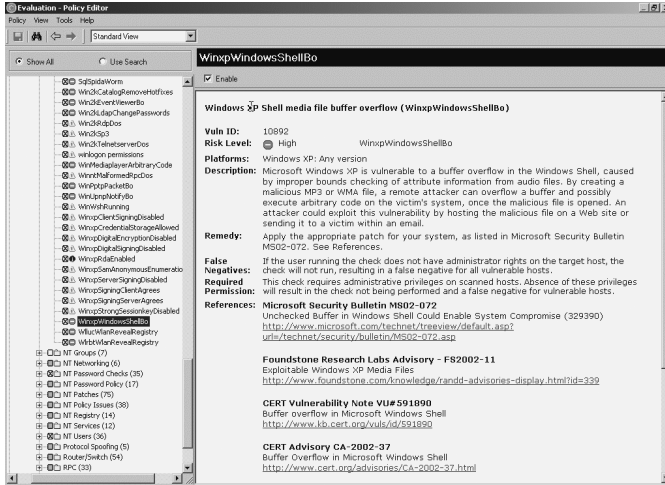 Evaluation - Policy Editor
Policy View Tools Help
Standard View
Show All
Use Search
SqlSpidaWorm
Win2kCatalogRemoveHotfixes
Win2kEventViewerBo
Win2kLdapChangePasswords
Win2kRdpDos
Win2kSp3
Win2kTelnetserverDos
winlogon permissions
WinMediaplayerArbitraryCode
WinntMalformedRpcDos
WinPptpPacketBo
WinUpnpNotifyBo
WinWshRunning
WinxpClientSigningDisabled
WinxpCredentialStorageAllowed
WinxpDigitalEncryptionDisabled
WinxpDigitalSigningDisabled
WinxpRdaEnabled
WinxpSamAnonymousEnumeratio
WinxpServerSigningDisabled
WinxpSigningClientAgrees
WinxpSigningServerAgrees
WinxpStrongSessionkeyDisabled
WinxpWindowsShellBo
WllucWlanRevealRegistry
WlrbtWlanRevealRegistry
NT Groups (7)
NT Networking (6)
NT Password Checks (35)
NT Password Policy (17)
NT Patches (75)
NT Policy Issues (38)
NT Registry (14)
NT Services (12)
NT Users (36)
Protocol Spoofing (5)
Router/Switch (54)
RPC (33)
WinxpWindowsShellBo
Enable
Windows XP Shell media file buffer overflow (WinxpWindowsShellBo)
Vuln ID: 10892
Risk Level: High WinxpWindowsShellBo
Platforms: Windows XP: Any version
Description: Microsoft Windows XP is vulnerable to a buffer overflow in the Windows Shell, caused
by improper bounds checking of attribute information from audio files. By creating a
malicious MP3 or WMA file, a remote attacker can overflow a buffer and possibly
execute arbitrary code on the victim's system, once the malicious file is opened. An
attacker could exploit this vulnerability by hosting the malicious file on a Web site or
sending it to a victim within an email.
Remedy: Apply the appropriate patch for your system, as listed in Microsoft Security Bulletin
MS02-072. See References.
False Negatives: If the user running the check does not have administrator rights on the target host, the
check will not run, resulting in a false negative for all vulnerable hosts.
Required Permission: This check requires administrative privileges on scanned hosts. Absence of these privileges
will result in the check not being performed and a false negative for vulnerable hosts.
References: Microsoft Security Bulletin MS02-072
Unchecked Buffer in Windows Shell Could Enable System Compromise (329390)
http://www.microsoft.com/technet/treeview/default.asp?
url=/technet/security/bulletin/MS02-072.asp
Foundstone Research Labs Advisory - FS2002-11
Exploitable Windows XP Media Files
http://www.foundstone.com/knowledge/randd-advisories-display.html?id=339
CERT Vulnerability Note VU#591890
Buffer overflow in Microsoft Windows Shell
http://www.kb.cert.org/vuls/id/591890
CERT Advisory CA-2002-37
Buffer Overflow in Microsoft Windows Shell
http://www.cert.org/advisories/CA-2002-37.html